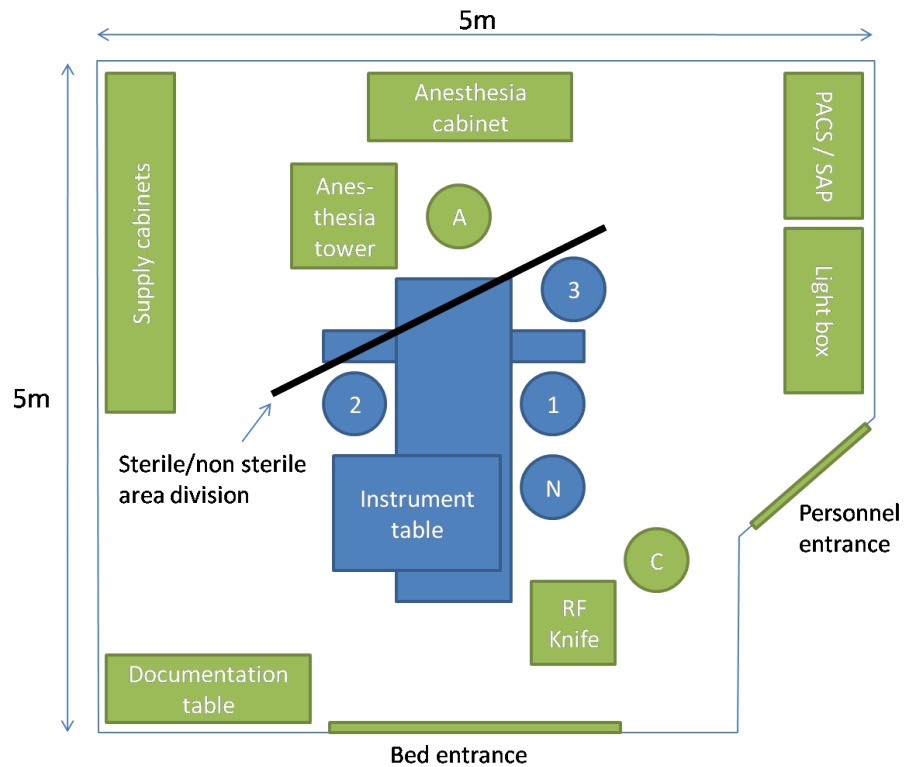 5m
Anesthesia
cabinet
PACS / SAP
Supply cabinets
Anes-
thesia
tower
A
Light box
3
5m
2
1
Sterile/non sterile
area division
Instrument
table
N
Personnel
entrance
C
RF
Knife
Documentation
table
Bed entrance